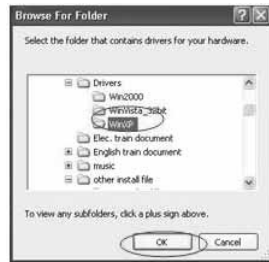 Browse For Folder
Select the folder that contains drivers for your hardware.
Drivers
Win2000
WinVista_32bit
WinXP
Elec. train document
English train document
music
other install file
To view any subfolders, click a plus sign above.
OK
Cancel